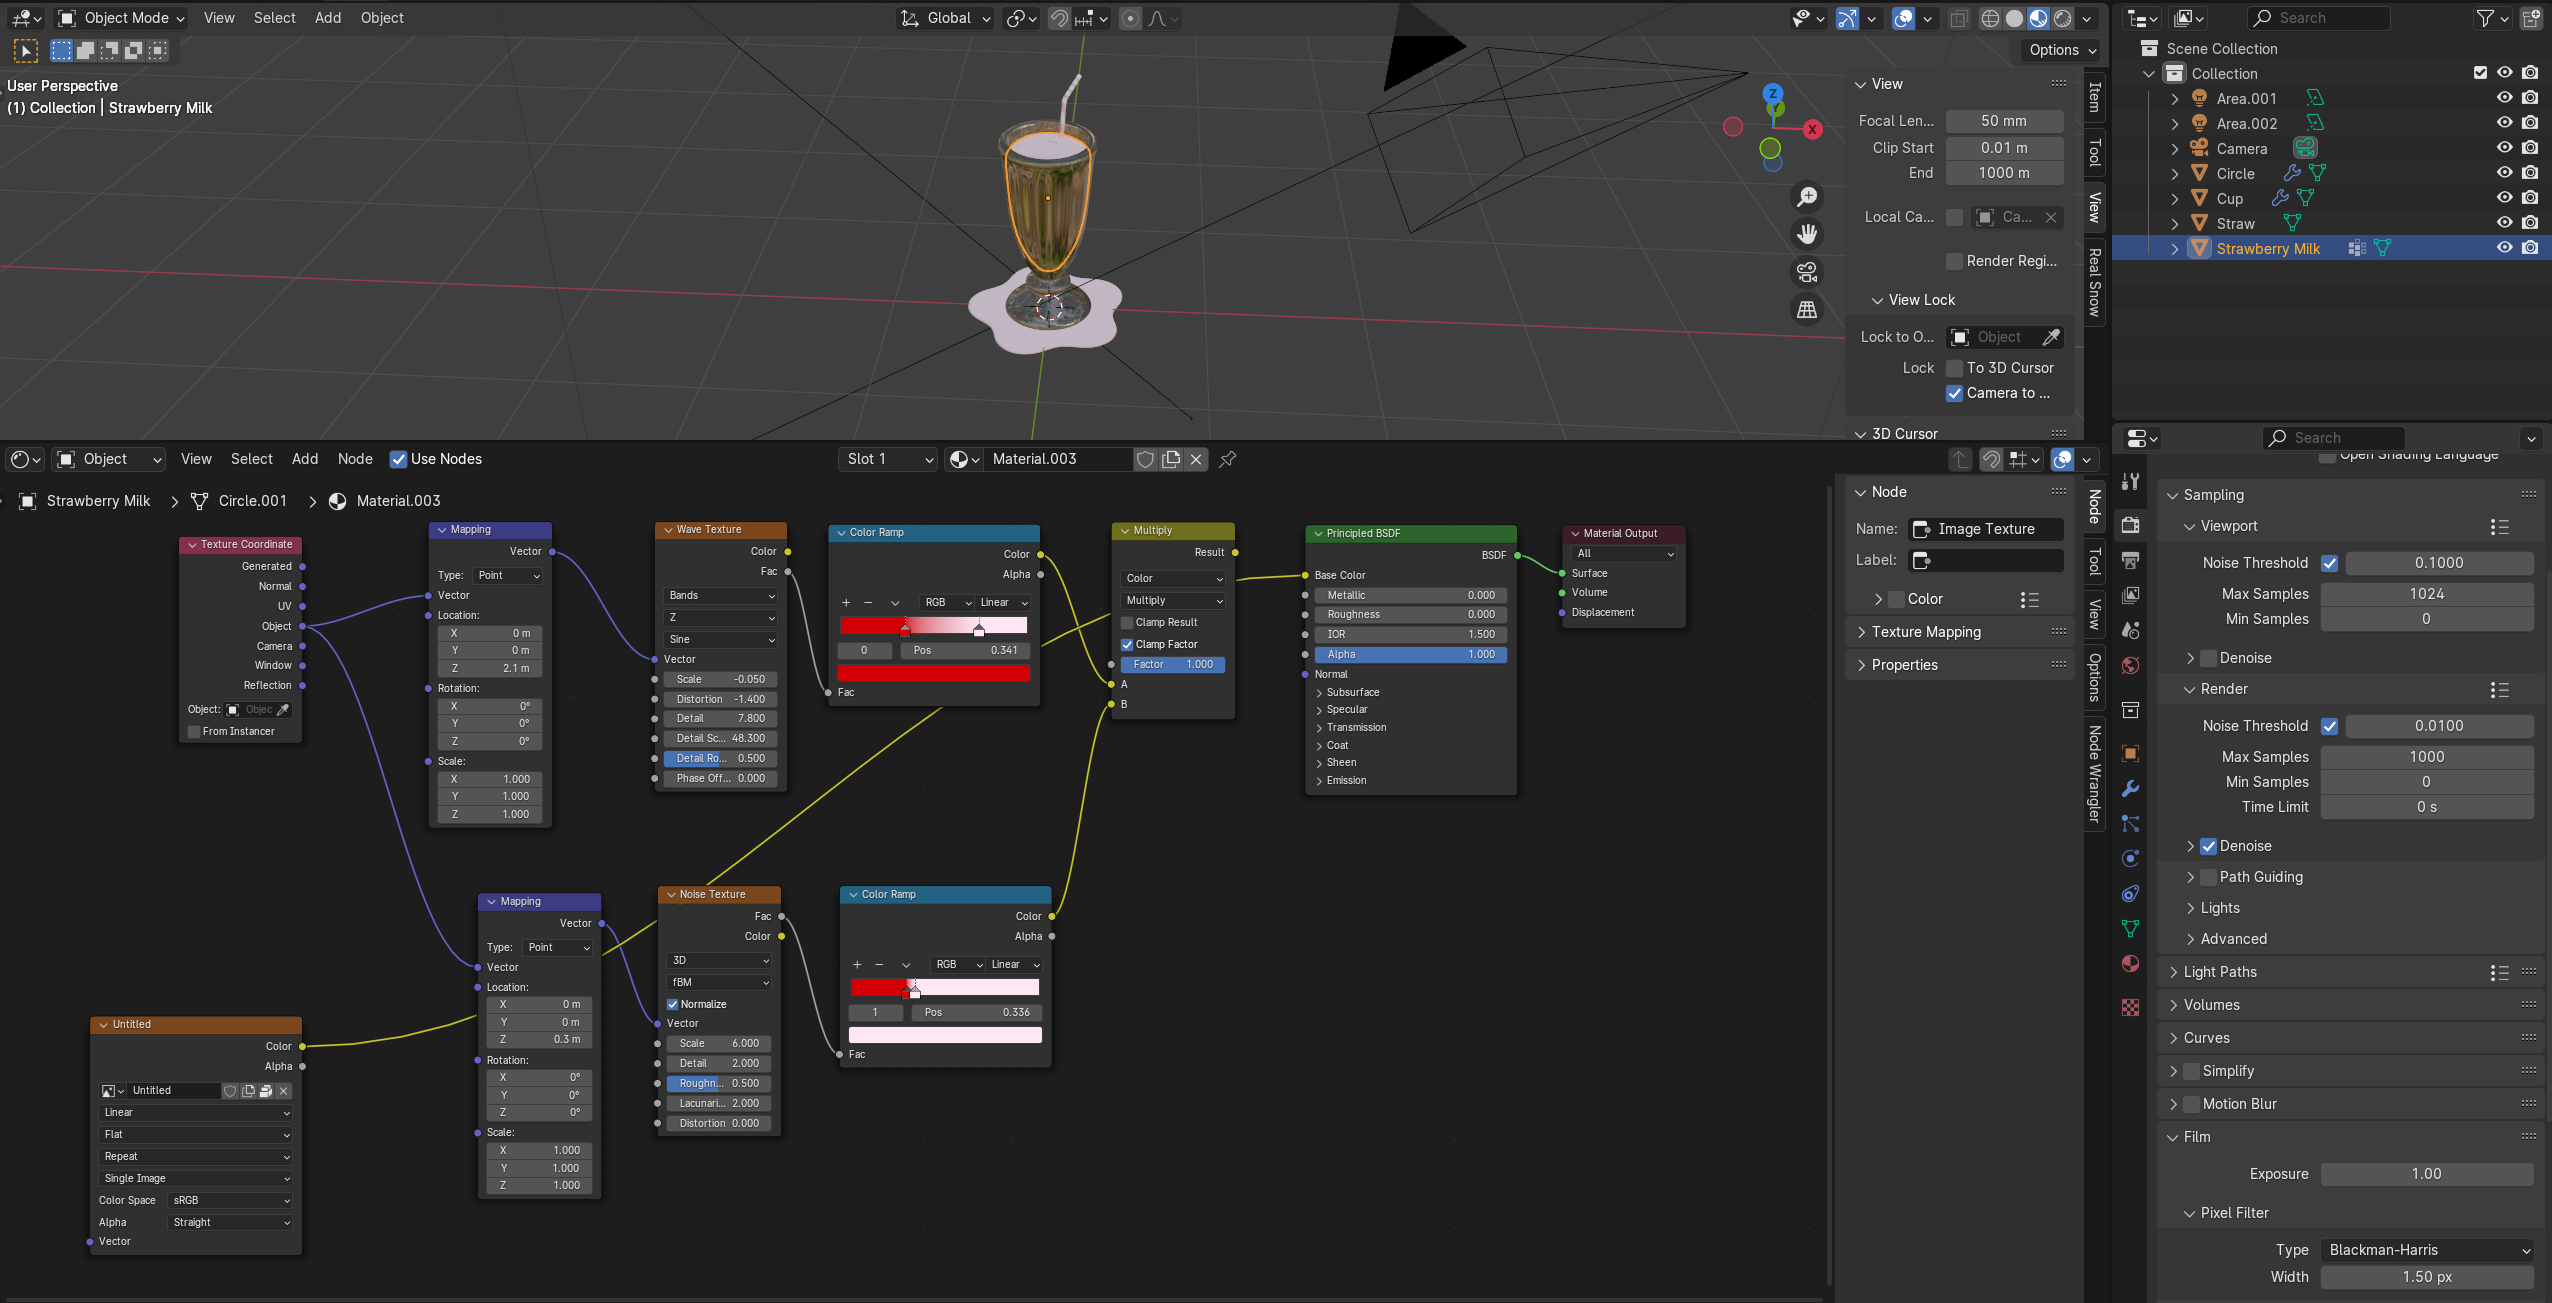 Object Mode View Select Add Object Global
Options
User Perspective
(1) Collection | Strawberry Milk
Z
Y
X
View
Focal Len... 50 mm
Clip Start 0.01 m
End 1000 m
Local Ca... Ca...
Render Regi...
View Lock
Lock to O... Object
Lock To 3D Cursor
Camera to ...
3D Cursor
Item
Tool
View
Real Snow
Search
Scene Collection
Collection
Area.001
Area.002
Camera
Circle
Cup
Straw
Strawberry Milk
Object View Select Add Node Use Nodes Slot 1 Material.003
Strawberry Milk > Circle.001 > Material.003
Texture Coordinate
Generated
Normal
UV
Object
Camera
Window
Reflection
Object: Objec
From Instancer
Mapping
Vector
Type: Point
Vector
Location:
X 0 m
Y 0 m
Z 2.1 m
Rotation:
X 0°
Y 0°
Z 0°
Scale:
X 1.000
Y 1.000
Z 1.000
Wave Texture
Color
Fac
Bands
Z
Sine
Vector
Scale -0.050
Distortion -1.400
Detail 7.800
Detail Sc... 48.300
Detail Ro... 0.500
Phase Off... 0.000
Color Ramp
Color
Alpha
+ − RGB Linear
0 Pos 0.341
Fac
Multiply
Result
Color
Multiply
Clamp Result
Clamp Factor
Factor 1.000
A
B
Principled BSDF
BSDF
Base Color
Metallic 0.000
Roughness 0.000
IOR 1.500
Alpha 1.000
Normal
Subsurface
Specular
Transmission
Coat
Sheen
Emission
Material Output
All
Surface
Volume
Displacement
Untitled
Color
Alpha
Untitled
Linear
Flat
Repeat
Single Image
Color Space sRGB
Alpha Straight
Vector
Mapping
Vector
Type: Point
Vector
Location:
X 0 m
Y 0 m
Z 0.3 m
Rotation:
X 0°
Y 0°
Z 0°
Scale:
X 1.000
Y 1.000
Z 1.000
Noise Texture
Fac
Color
3D
fBM
Normalize
Vector
Scale 6.000
Detail 2.000
Roughn... 0.500
Lacunari... 2.000
Distortion 0.000
Color Ramp
Color
Alpha
+ − RGB Linear
1 Pos 0.336
Fac
Node
Name: Image Texture
Label:
Color
Texture Mapping
Properties
Node
Tool
View
Options
Node Wrangler
Search
Open Shading Language
Sampling
Viewport
Noise Threshold 0.1000
Max Samples 1024
Min Samples 0
Denoise
Render
Noise Threshold 0.0100
Max Samples 1000
Min Samples 0
Time Limit 0 s
Denoise
Path Guiding
Lights
Advanced
Light Paths
Volumes
Curves
Simplify
Motion Blur
Film
Exposure 1.00
Pixel Filter
Type Blackman-Harris
Width 1.50 px